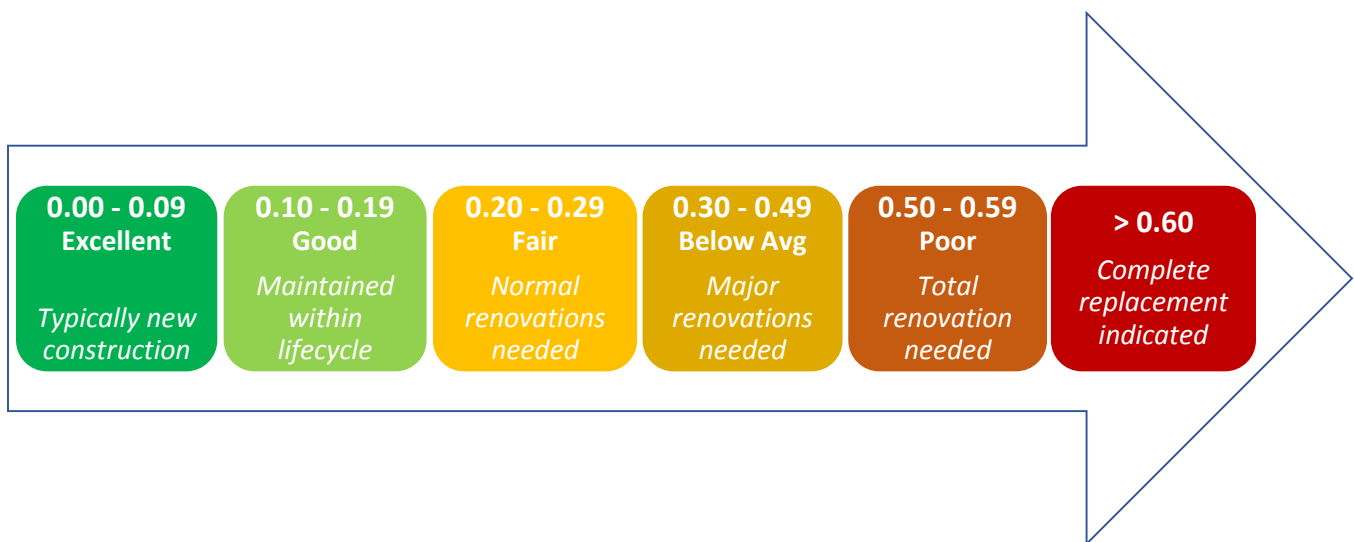 0.00 - 0.09
Excellent
Typically new
construction
0.10 - 0.19
Good
Maintained
within
lifecycle
0.20 - 0.29
Fair
Normal
renovations
needed
0.30 - 0.49
Below Avg
Major
renovations
needed
0.50 - 0.59
Poor
Total
renovation
needed
> 0.60
Complete
replacement
indicated